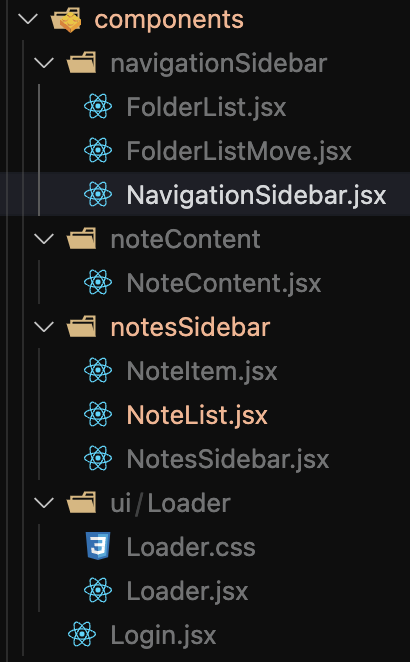 components
navigationSidebar
FolderList.jsx
FolderListMove.jsx
NavigationSidebar.jsx
noteContent
NoteContent.jsx
notesSidebar
NoteItem.jsx
NoteList.jsx
NotesSidebar.jsx
ui/Loader
Loader.css
Loader.jsx
Login.jsx